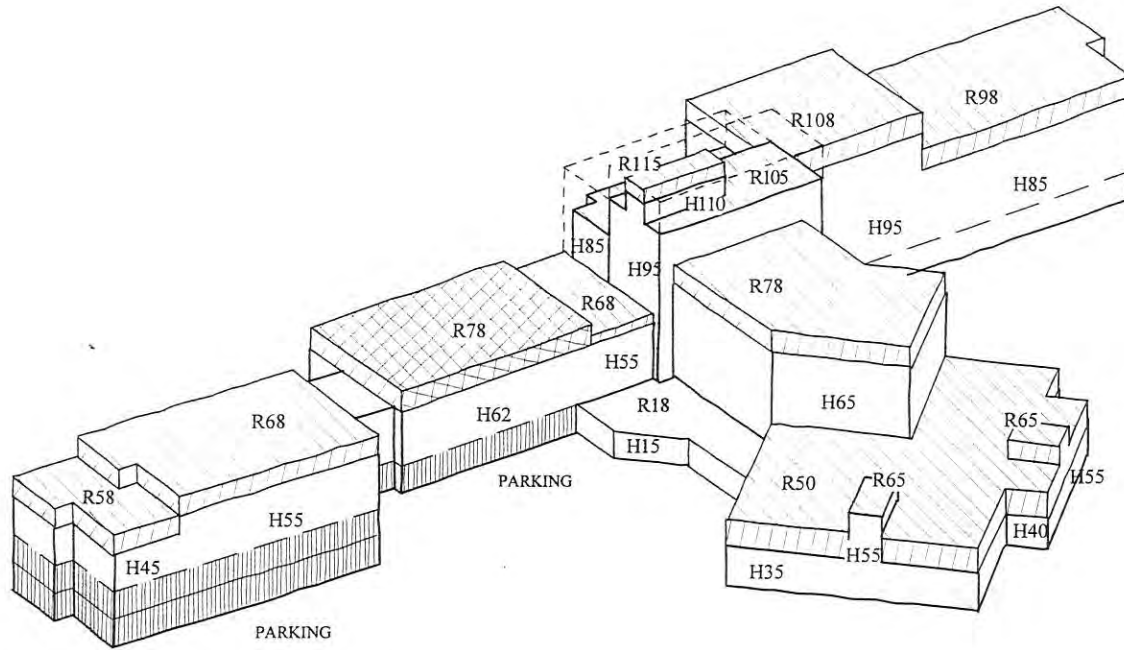 R98
R108
R115
R105
H110
H85
H95
H85
H95
R78
R68
R78
H55
H62
H65
R18
H15
R68
R65
R58
R50
R65
H55
PARKING
H55
H40
H55
H45
H35
PARKING